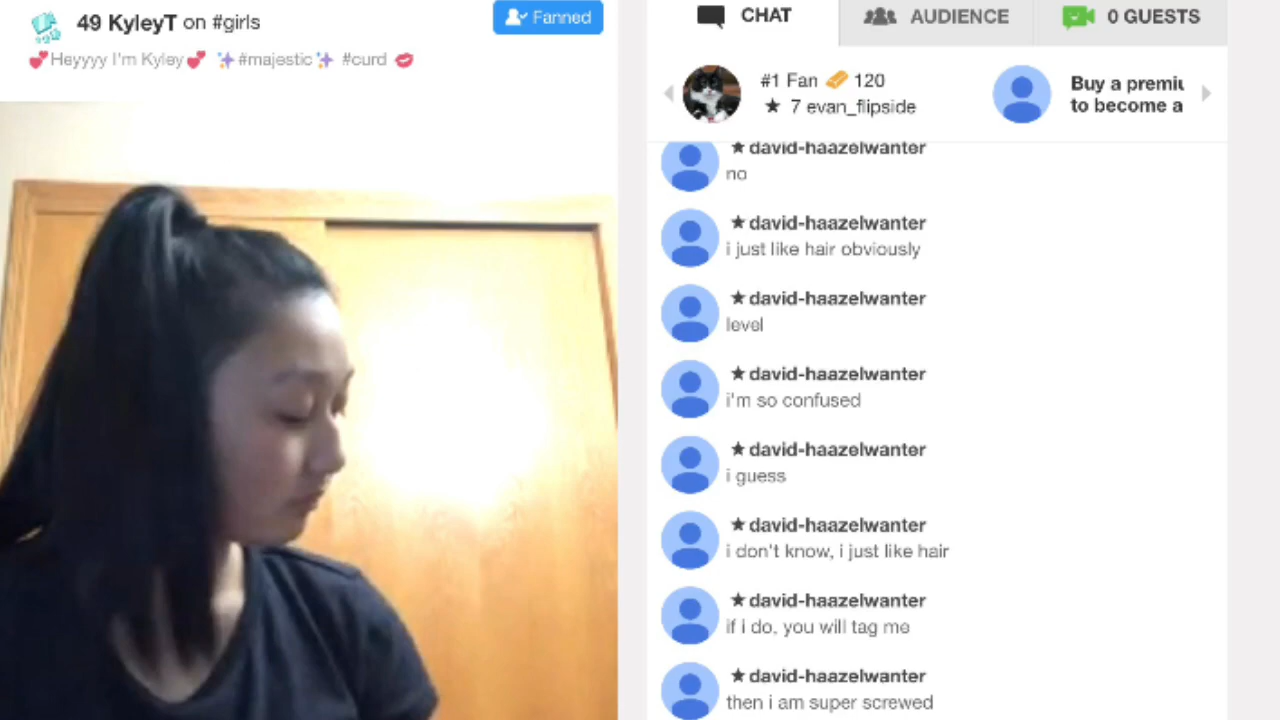 49 KyleyT on #girls
Fanned
💕Heyyyy I'm Kyley💕 ✨#majestic✨ #curd 💋
CHAT
AUDIENCE
0 GUESTS
#1 Fan 120
★ 7 evan_flipside
Buy a premiu
to become a
★ david-haazelwanter
no
★ david-haazelwanter
i just like hair obviously
★ david-haazelwanter
level
★ david-haazelwanter
i'm so confused
★ david-haazelwanter
i guess
★ david-haazelwanter
i don't know, i just like hair
★ david-haazelwanter
if i do, you will tag me
★ david-haazelwanter
then i am super screwed